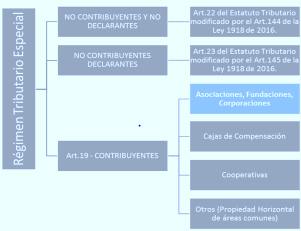 Régimen Tributario Especial
NO CONTRIBUYENTES Y NO
DECLARANTES
Art.22 del Estatuto Tributario
modificado por el Art.144 de la
Ley 1918 de 2016.
NO CONTRIBUYENTES
DECLARANTES
Art.23 del Estatuto Tributario
modificado por el Art.145 de la
Ley 1918 de 2016.
Art.19 - CONTRIBUYENTES
Asociaciones, Fundaciones,
Corporaciones
Cajas de Compensación
Cooperativas
Otros (Propiedad Horizontal
de áreas comunes)